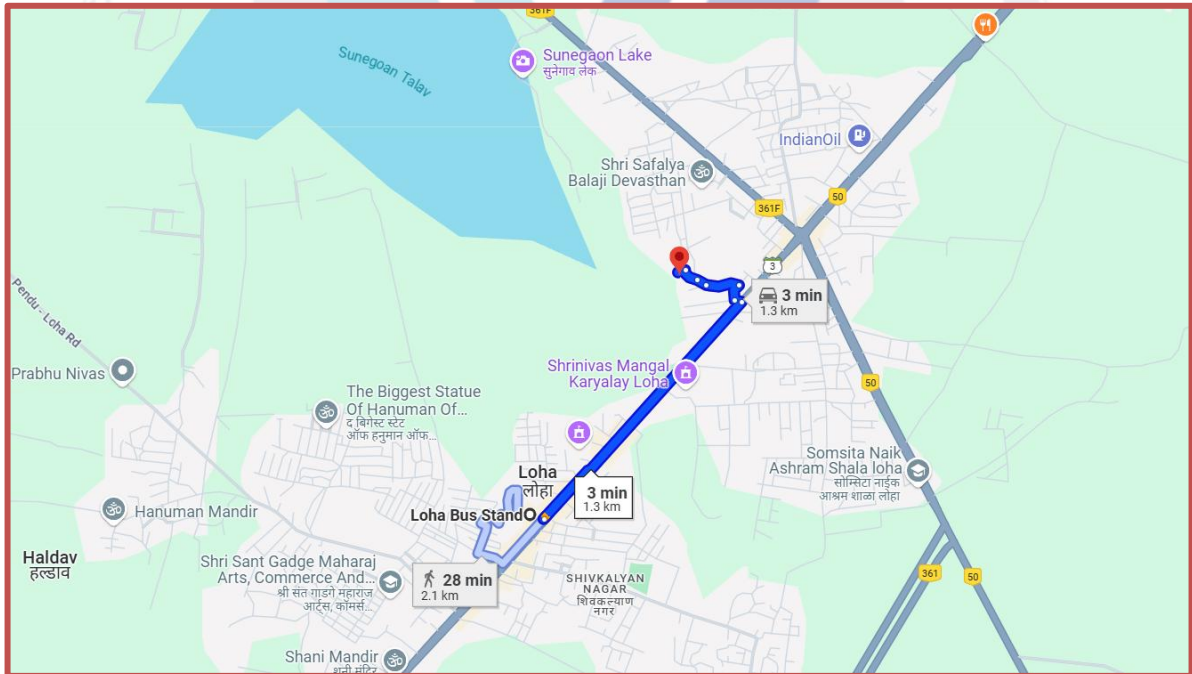 361F
Sunegoan Talav
Sunegaon Lake
सुनेगाव लेक
IndianOil
Shri Safalya
Balaji Devasthan
50
361F
3
3 min
1.3 km
Pendu - Loha Rd
Shrinivas Mangal
Karyalay Loha
Prabhu Nivas
50
The Biggest Statue
Of Hanuman Of...
द बिगेस्ट स्टेट
ऑफ हनुमान ऑफ...
Somsita Naik
Ashram Shala loha
सोम्सिटा नाईक
आश्रम शाळा लोहा
Loha
लोहा
3 min
1.3 km
Hanuman Mandir
Loha Bus Stand
Haldav
हल्डाव
Shri Sant Gadge Maharaj
Arts, Commerce And...
श्री संत गाडगे महाराज
आर्टस, कॉमर्स...
28 min
2.1 km
SHIVKALYAN
NAGAR
शिवकल्याण
नगर
361
50
Shani Mandir
शनी मंदिर